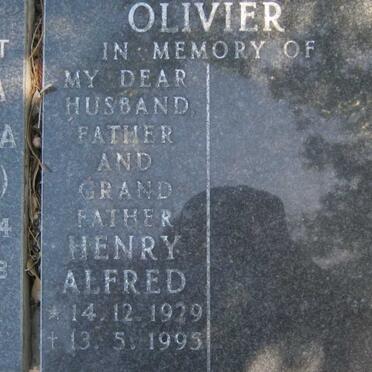 OLIVIER
IN MEMORY OF
MY DEAR
HUSBAND,
FATHER
AND
GRAND
FATHER
HENRY
ALFRED
* 14.12.1929
† 13.5.1995
T
A
A
)
4